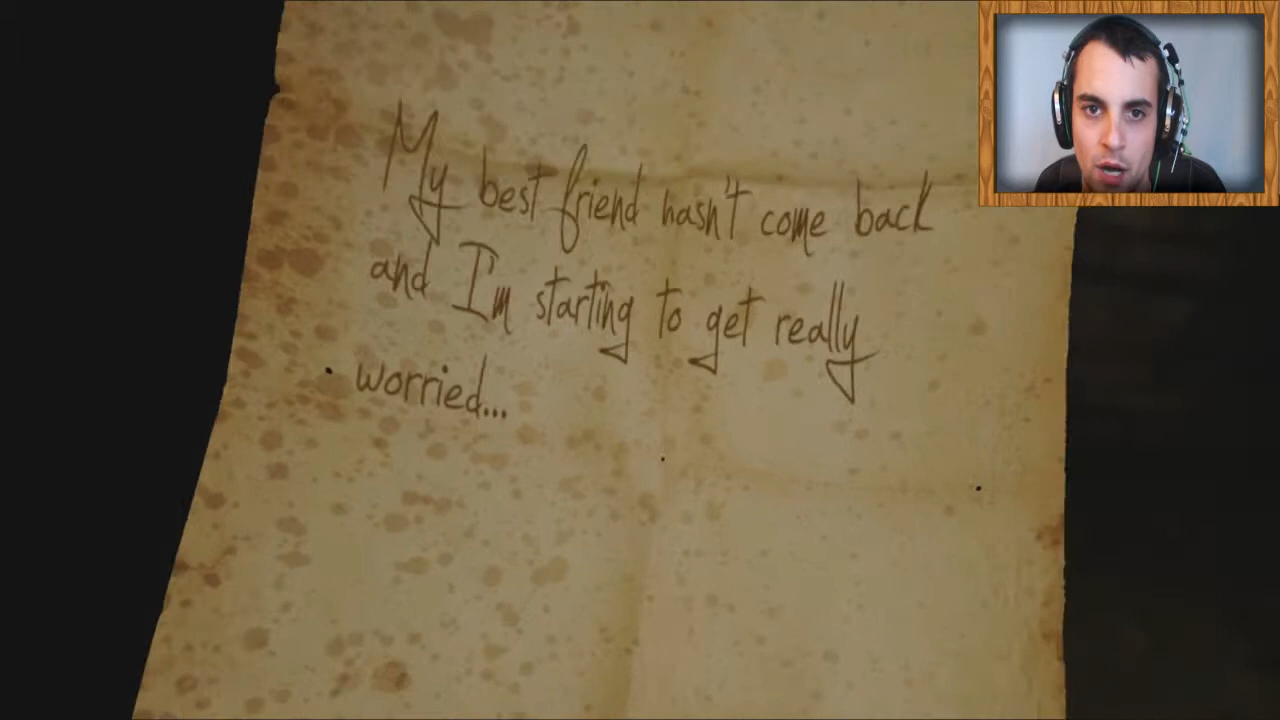 My best friend hasn't come back
and I'm starting to get really
worried...